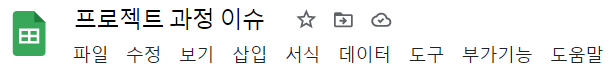 프로젝트 과정 이슈
파일 수정 보기 삽입 서식 데이터 도구 부가기능 도움말